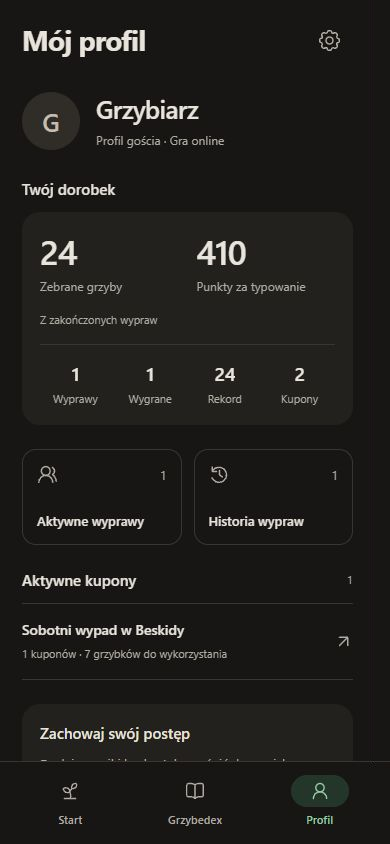 Mój profil
G
Grzybiarz
Profil gościa · Gra online
Twój dorobek
24
Zebrane grzyby
410
Punkty za typowanie
Z zakończonych wypraw
1
Wyprawy
1
Wygrane
24
Rekord
2
Kupony
1
Aktywne wyprawy
1
Historia wypraw
Aktywne kupony
1
Sobotni wypad w Beskidy
1 kuponów · 7 grzybków do wykorzystania
Zachowaj swój postęp
Start
Grzybedex
Profil